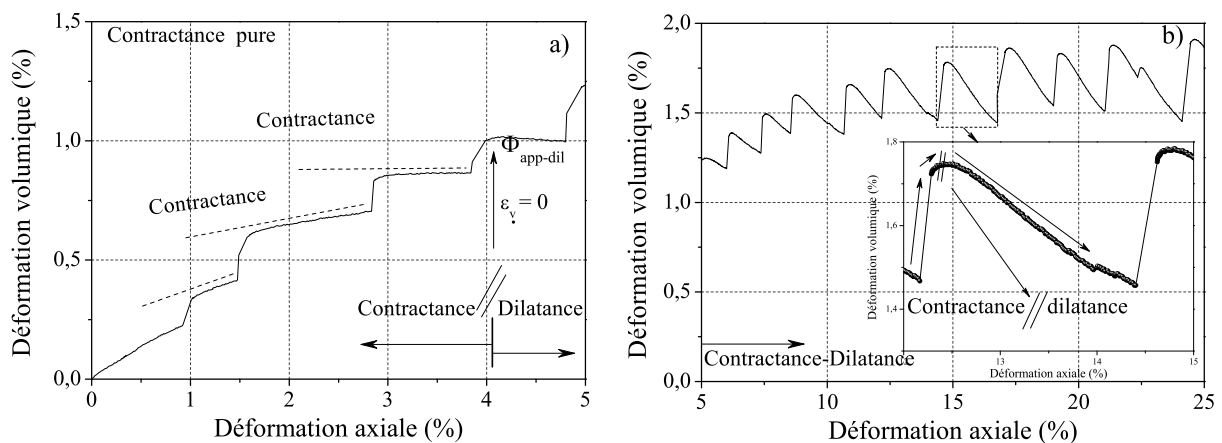 1,5
Contractance pure
a)
Contractance
1,0
Φapp-dil
Contractance
εv = 0
0,5
Contractance
Dilatance
0,0
0
1
2
3
4
5
Déformation axiale (%)
Déformation volumique (%)
2,0
b)
1,5
1,0
0,5
0,0
1,8
1,6
1,4
Déformation volumique (%)
Contractance
dilatance
13
14
15
Déformation axiale (%)
Contractance-Dilatance
5
10
15
20
25
Déformation axiale (%)
Déformation volumique (%)